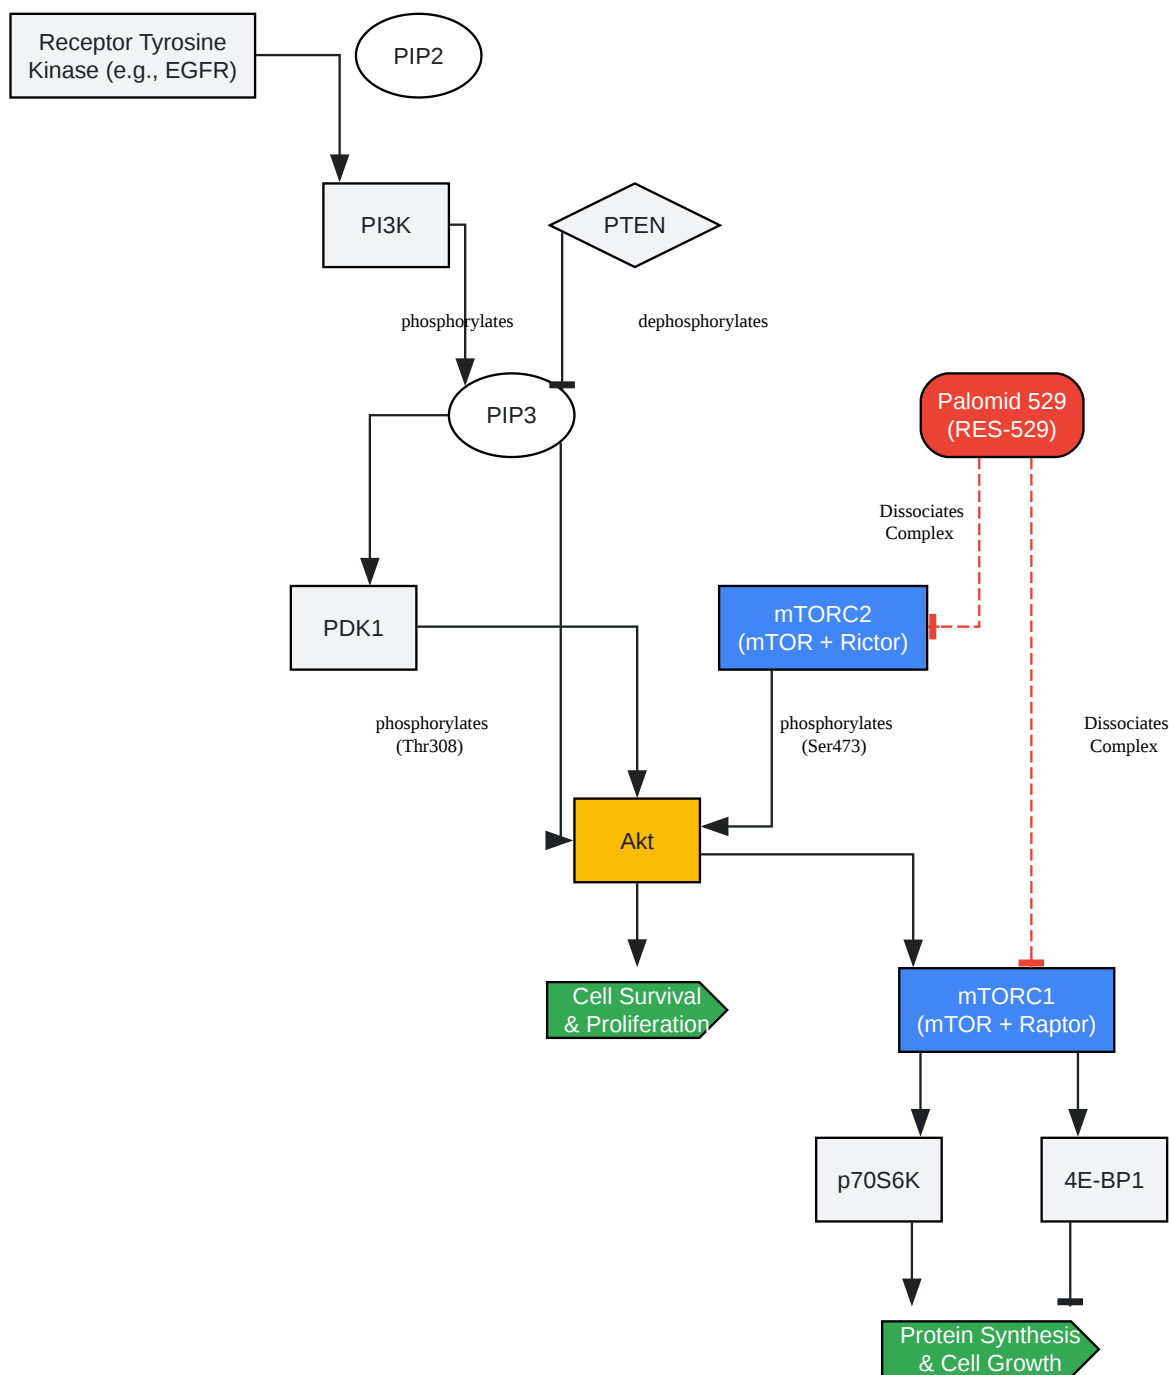 Receptor Tyrosine
Kinase (e.g., EGFR)
PIP2
PI3K
PTEN
phosphorylates
dephosphorylates
PIP3
Palomid 529
(RES-529)
Dissociates
Complex
PDK1
mTORC2
(mTOR + Rictor)
phosphorylates
(Thr308)
phosphorylates
(Ser473)
Dissociates
Complex
Akt
Cell Survival
& Proliferation
mTORC1
(mTOR + Raptor)
p70S6K
4E-BP1
Protein Synthesis
& Cell Growth